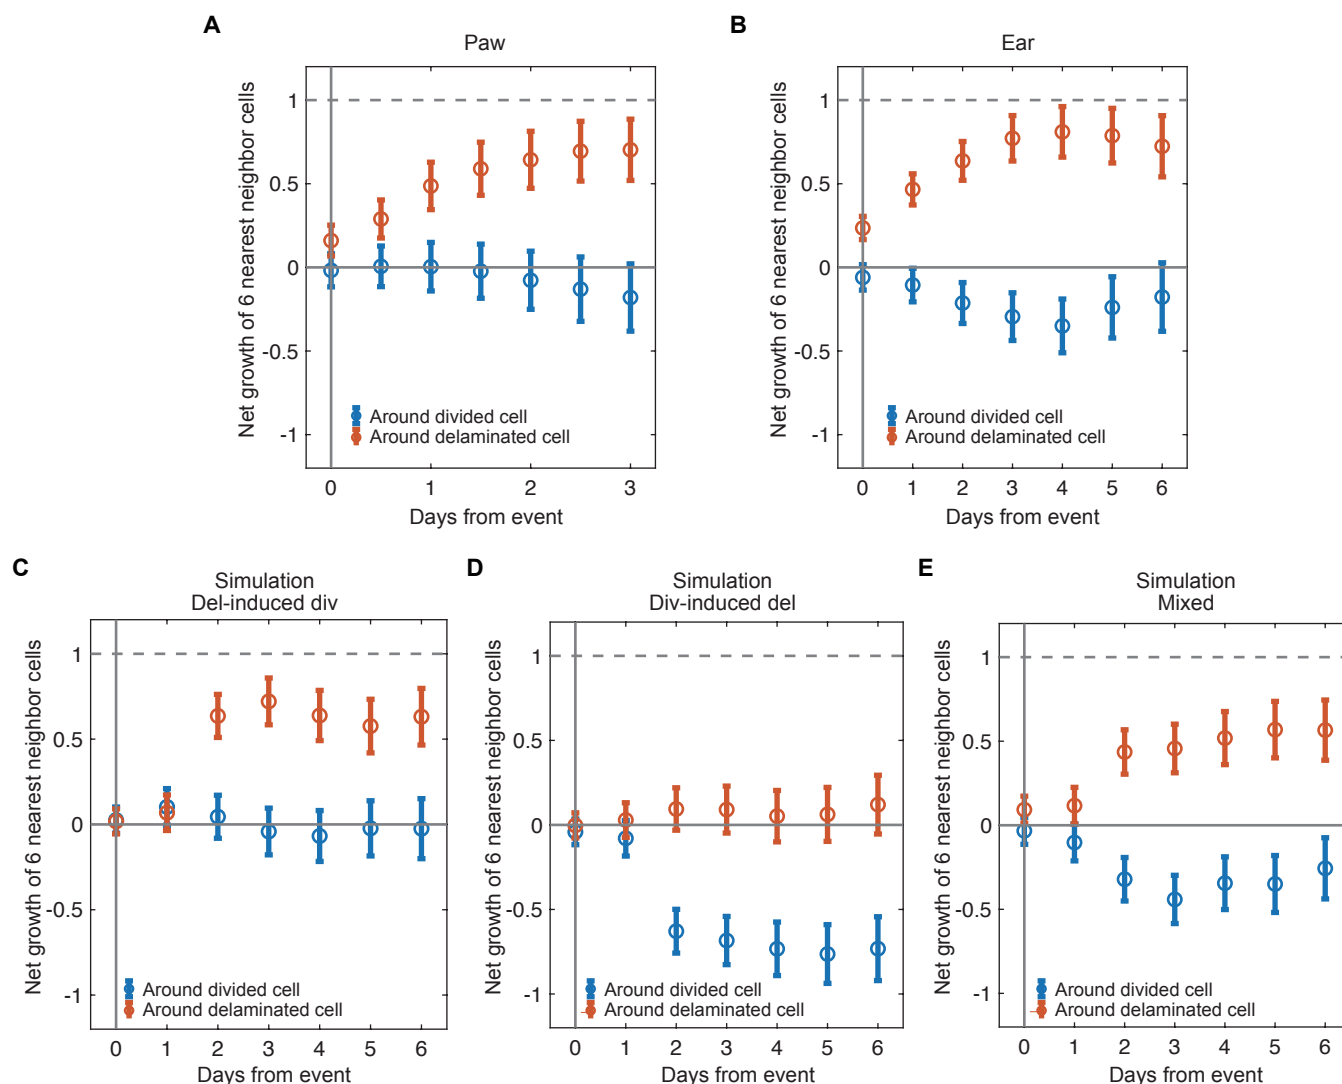 A
Paw
Net growth of 6 nearest neighbor cells
1
0.5
0
-0.5
-1
Around divided cell
Around delaminated cell
0 1 2 3
Days from event
B
Ear
Net growth of 6 nearest neighbor cells
1
0.5
0
-0.5
-1
Around divided cell
Around delaminated cell
0 1 2 3 4 5 6
Days from event
C
Simulation
Del-induced div
Net growth of 6 nearest neighbor cells
1
0.5
0
-0.5
-1
Around divided cell
Around delaminated cell
0 1 2 3 4 5 6
Days from event
D
Simulation
Div-induced del
Net growth of 6 nearest neighbor cells
1
0.5
0
-0.5
-1
Around divided cell
Around delaminated cell
0 1 2 3 4 5 6
Days from event
E
Simulation
Mixed
Net growth of 6 nearest neighbor cells
1
0.5
0
-0.5
-1
Around divided cell
Around delaminated cell
0 1 2 3 4 5 6
Days from event